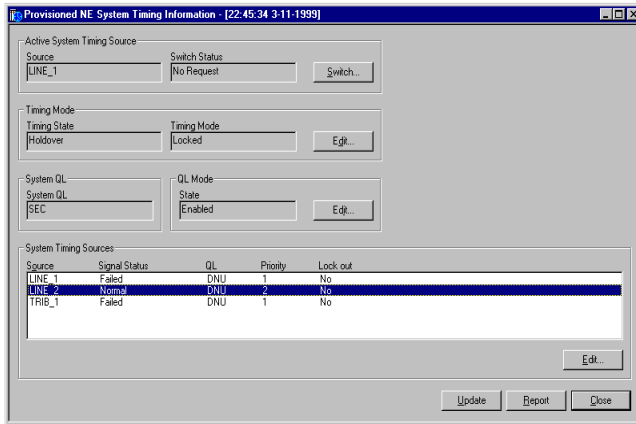 Provisioned NE System Timing Information - [22:45:34 3-11-1999]
Active System Timing Source
Source Switch Status
LINE_1 No Request Switch...
Timing Mode
Timing State Timing Mode
Holdover Locked Edit...
System QL QL Mode
System QL State
SEC Enabled Edit...
System Timing Sources
Source Signal Status QL Priority Lock out
LINE_1 Failed DNU 1 No
LINE_2 Normal DNU 2 No
TRIB_1 Failed DNU 1 No
Edit...
Update Report Close